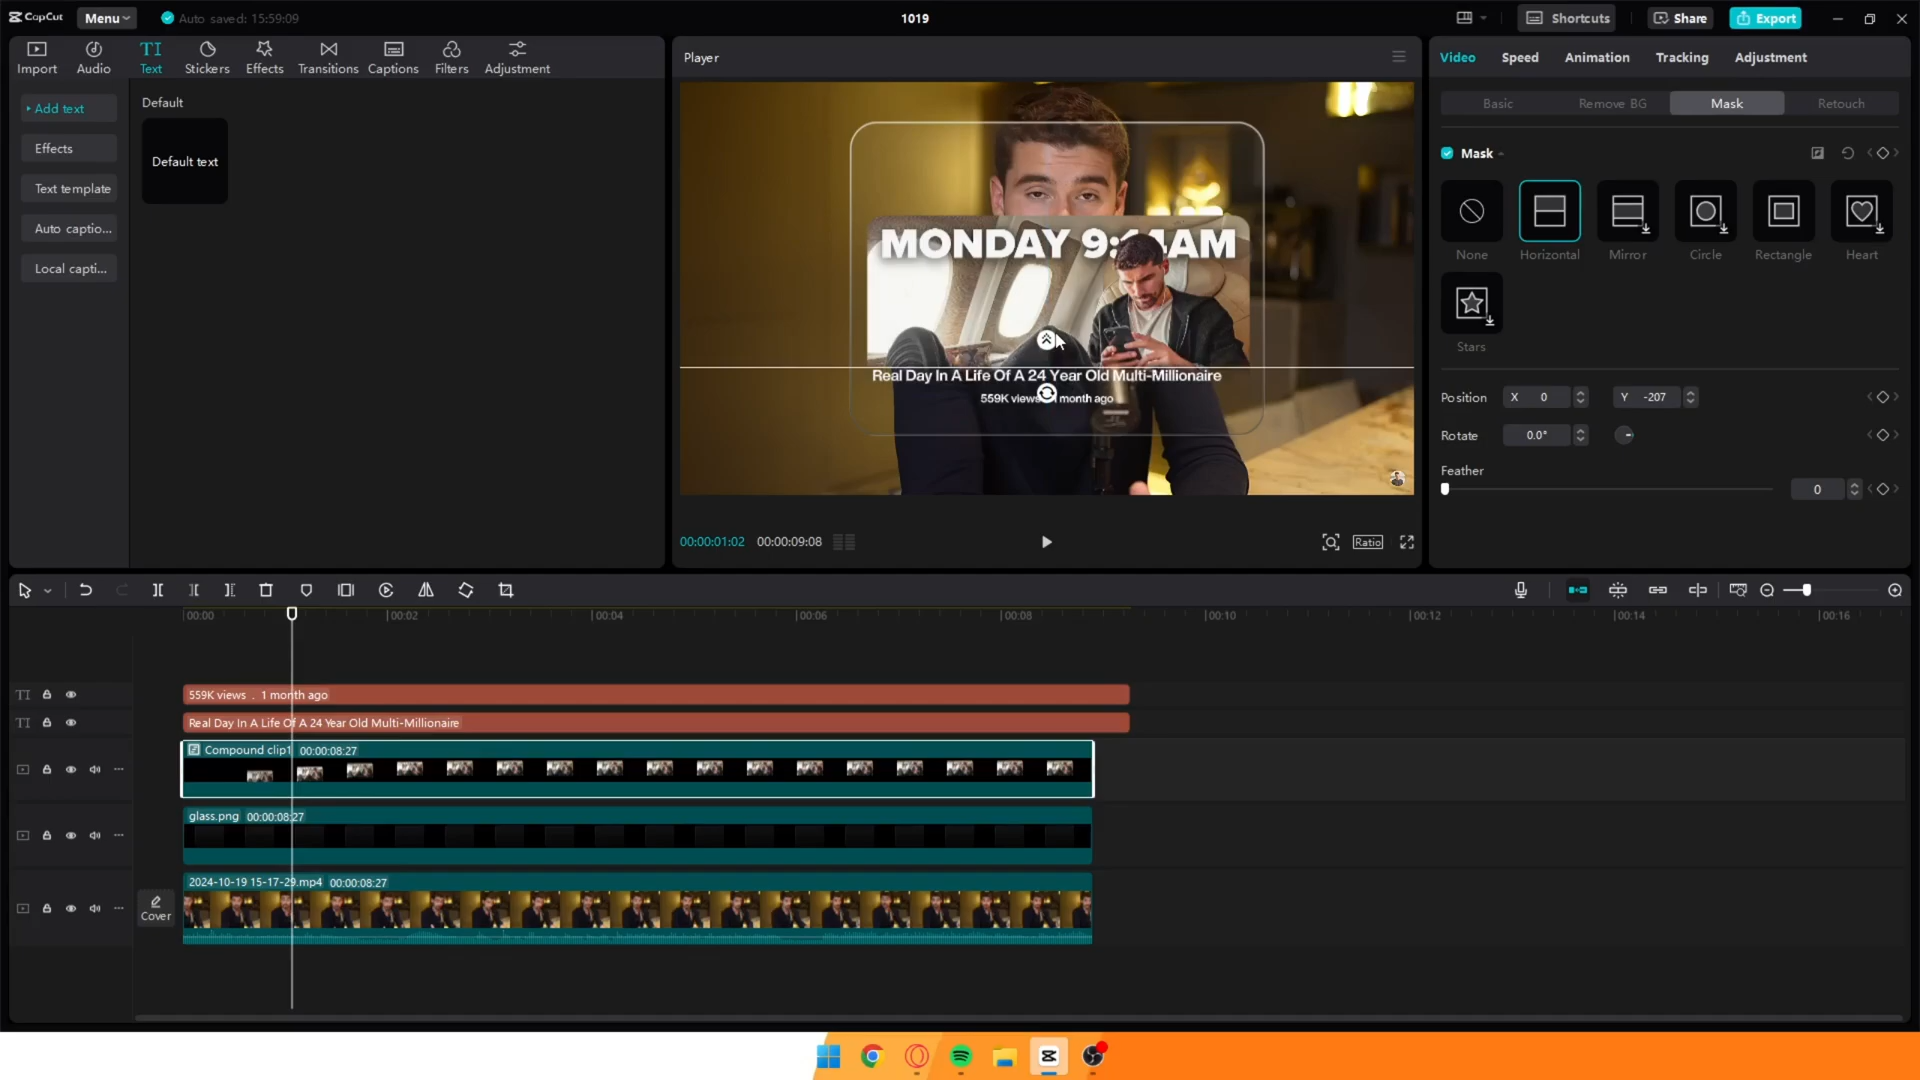 CapCut Menu Auto saved: 15:59:09 1019 Shortcuts Share Export
Import Audio Text Stickers Effects Transitions Captions Filters Adjustment
Add text
Effects
Text template
Auto captio...
Local capti...
Default
Default text
Player
MONDAY 9:14AM
Real Day In A Life Of A 24 Year Old Multi-Millionaire
559K views month ago
00:00:01:02 00:00:09:08
Ratio
Video Speed Animation Tracking Adjustment
Basic Remove BG Mask Retouch
Mask
None Horizontal Mirror Circle Rectangle Heart
Stars
Position X 0 Y -207
Rotate 0.0°
Feather
0
00:00 00:02 00:04 00:06 00:08 00:10 00:12 00:14 00:16
TI 559K views . 1 month ago
TI Real Day In A Life Of A 24 Year Old Multi-Millionaire
Compound clip1 00:00:08:27
glass.png 00:00:08:27
2024-10-19 15-17-29.mp4 00:00:08:27
Cover